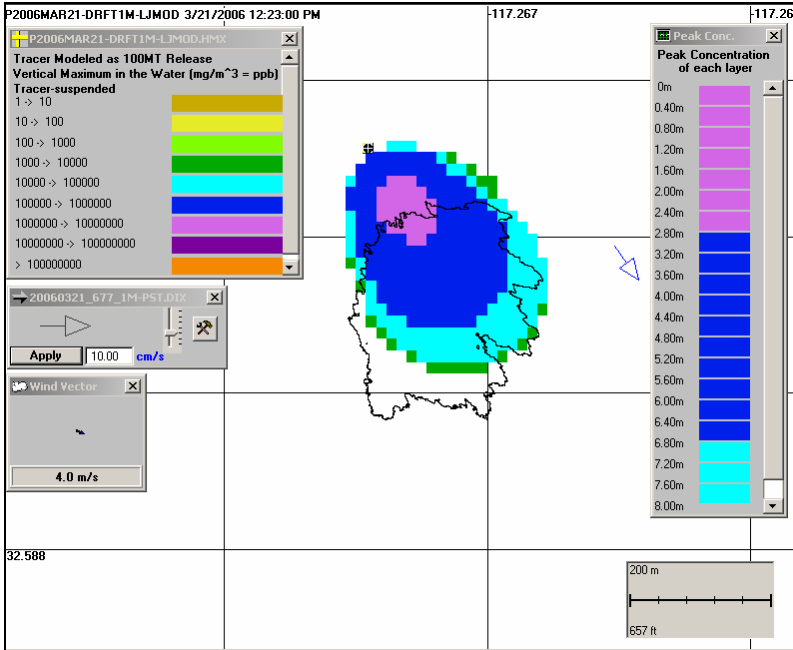 P2006MAR21-DRFT1M-LJMOD 3/21/2006 12:23:00 PM
-117.267
-117.26
P2006MAR21-DRFT1M-LJMOD.HMX
Tracer Modeled as 100MT Release
Vertical Maximum in the Water (mg/m^3 = ppb)
Tracer-suspended
1 -> 10
10 -> 100
100 -> 1000
1000 -> 10000
10000 -> 100000
100000 -> 1000000
1000000 -> 10000000
10000000 -> 100000000
> 100000000
20060321_677_1M-PST.DIX
Apply
10.00
cm/s
Wind Vector
4.0 m/s
Peak Conc.
Peak Concentration
of each layer
0m
0.40m
0.80m
1.20m
1.60m
2.00m
2.40m
2.80m
3.20m
3.60m
4.00m
4.40m
4.80m
5.20m
5.60m
6.00m
6.40m
6.80m
7.20m
7.60m
8.00m
32.588
200 m
657 ft